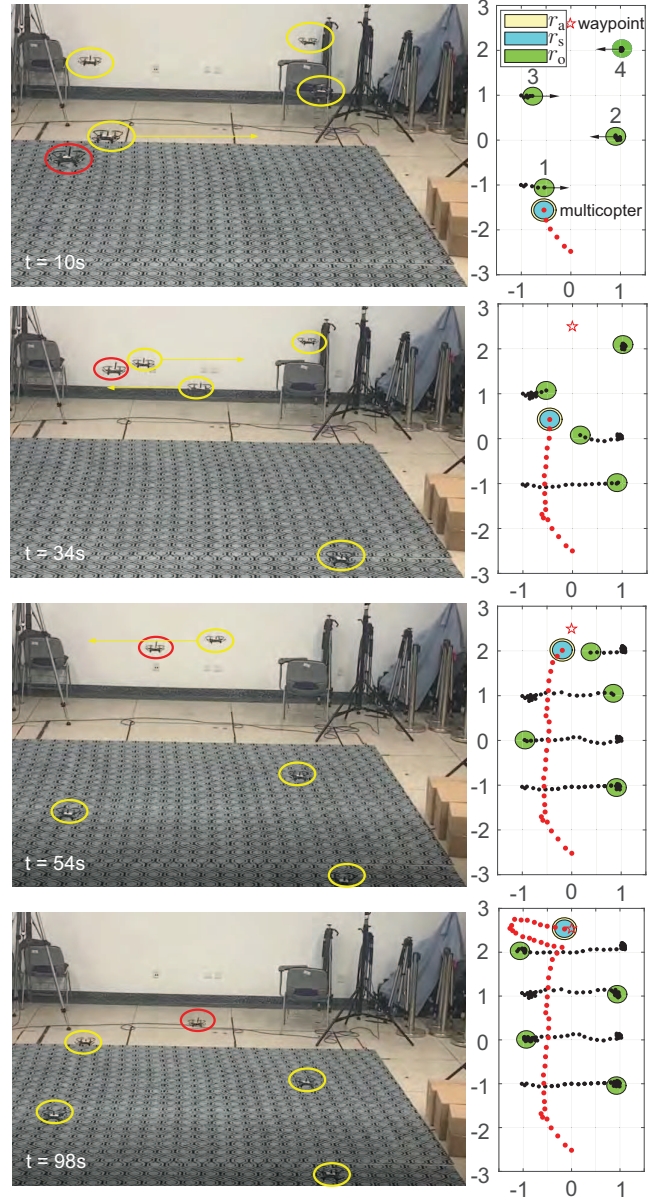 t = 10s
r_a
r_s
r_o
waypoint
3
2
1
0
-1
-2
-3
4
3
2
1
multicopter
-1 0 1
t = 34s
3
2
1
0
-1
-2
-3
-1 0 1
t = 54s
3
2
1
0
-1
-2
-3
-1 0 1
t = 98s
3
2
1
0
-1
-2
-3
-1 0 1